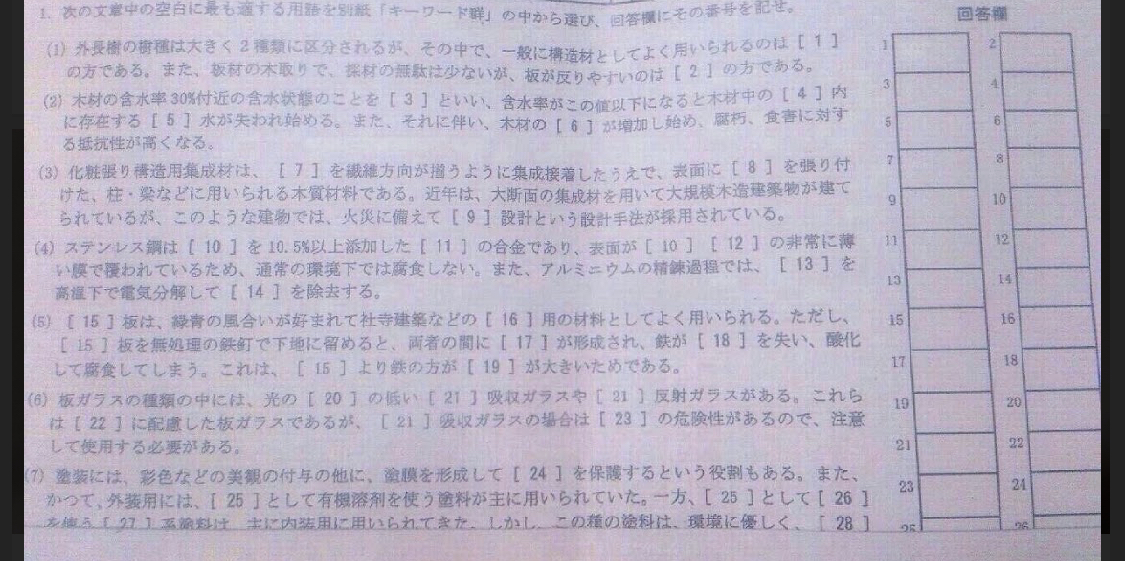 1. 次の文章中の空白に最も適する用語を別紙「キーワード群」の中から選び、回答欄にその番号を記せ。
回答欄
(1) 外長樹の樹種は大きく2種類に区分されるが、その中で、一般に構造材としてよく用いられるのは [ 1 ]
の方である。また、板材の木取りで、採材の無駄は少ないが、板が反りやすいのは [ 2 ] の方である。
(2) 木材の含水率30%付近の含水状態のことを [ 3 ] といい、含水率がこの値以下になると木材中の [ 4 ] 内
に存在する [ 5 ] 水が失われ始める。また、それに伴い、木材の [ 6 ] が増加し始め、腐朽、食害に対す
る抵抗性が高くなる。
(3) 化粧張り構造用集成材は、 [ 7 ] を繊維方向が揃うように集成接着したうえで、表面に [ 8 ] を張り付
けた、柱・梁などに用いられる木質材料である。近年は、大断面の集成材を用いて大規模木造建築物が建て
られているが、このような建物では、火災に備えて [ 9 ] 設計という設計手法が採用されている。
(4) ステンレス鋼は [ 10 ] を10.5%以上添加した [ 11 ] の合金であり、表面が [ 10 ] [ 12 ] の非常に薄
い膜で覆われているため、通常の環境下では腐食しない。また、アルミニウムの精錬過程では、 [ 13 ] を
高温下で電気分解して [ 14 ] を除去する。
(5) [ 15 ] 板は、緑青の風合いが好まれて社寺建築などの [ 16 ] 用の材料としてよく用いられる。ただし、
[ 15 ] 板を無処理の鉄釘で下地に留めると、両者の間に [ 17 ] が形成され、鉄が [ 18 ] を失い、酸化
して腐食してしまう。これは、 [ 15 ] より鉄の方が [ 19 ] が大きいためである。
(6) 板ガラスの種類の中には、光の [ 20 ] の低い [ 21 ] 吸収ガラスや [ 21 ] 反射ガラスがある。これら
は [ 22 ] に配慮した板ガラスであるが、 [ 21 ] 吸収ガラスの場合は [ 23 ] の危険性があるので、注意
して使用する必要がある。
(7) 塗装には、彩色などの美観の付与の他に、塗膜を形成して [ 24 ] を保護するという役割もある。また、
かつて、外装用には、[ 25 ] として有機溶剤を使う塗料が主に用いられていた。一方、[ 25 ] として [ 26 ]
を使う [ 27 ] 系塗料は、主に内装用に用いられてきた。しかし、この種の塗料は、環境に優しく、 [ 28 ]
1 2
3 4
5 6
7 8
9 10
11 12
13 14
15 16
17 18
19 20
21 22
23 24
25 26